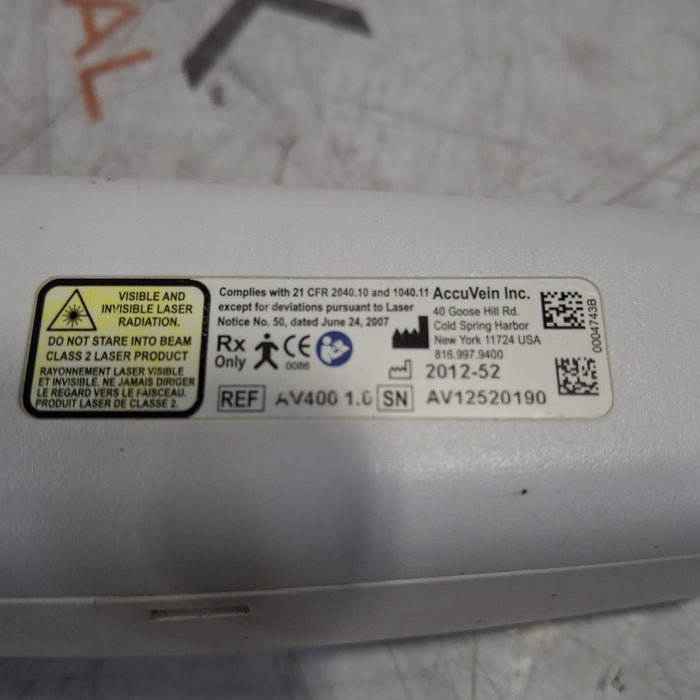 AL
VISIBLE AND
INVISIBLE LASER
RADIATION.
DO NOT STARE INTO BEAM
CLASS 2 LASER PRODUCT
RAYONNEMENT LASER VISIBLE
ET INVISIBLE. NE JAMAIS DIRIGER
LE REGARD VERS LE FAISCEAU.
PRODUIT LASER DE CLASSE 2.
Complies with 21 CFR 2040.10 and 1040.11
except for deviations pursuant to Laser
Notice No. 50, dated June 24, 2007
Rx
Only
CE
0086
REF AV400 1.0
AccuVein Inc.
40 Goose Hill Rd.
Cold Spring Harbor
New York 11724 USA
816.997.9400
2012-52
SN AV12520190
0004743B